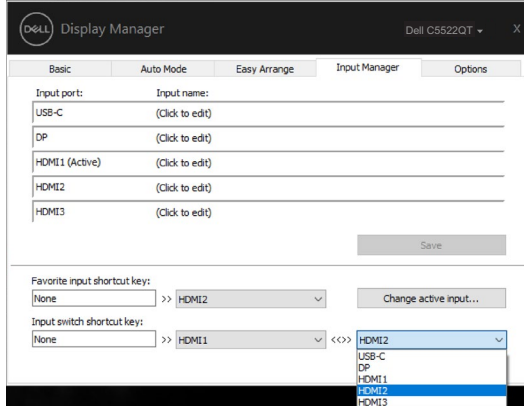 DELL Display Manager Dell C5522QT X
Basic Auto Mode Easy Arrange Input Manager Options
Input port: Input name:
USB-C (Click to edit)
DP (Click to edit)
HDMI1 (Active) (Click to edit)
HDMI2 (Click to edit)
HDMI3 (Click to edit)
Save
Favorite input shortcut key:
None >> HDMI2 Change active input...
Input switch shortcut key:
None >> HDMI1 <<>> HDMI2
USB-C
DP
HDMI1
HDMI2
HDMI3